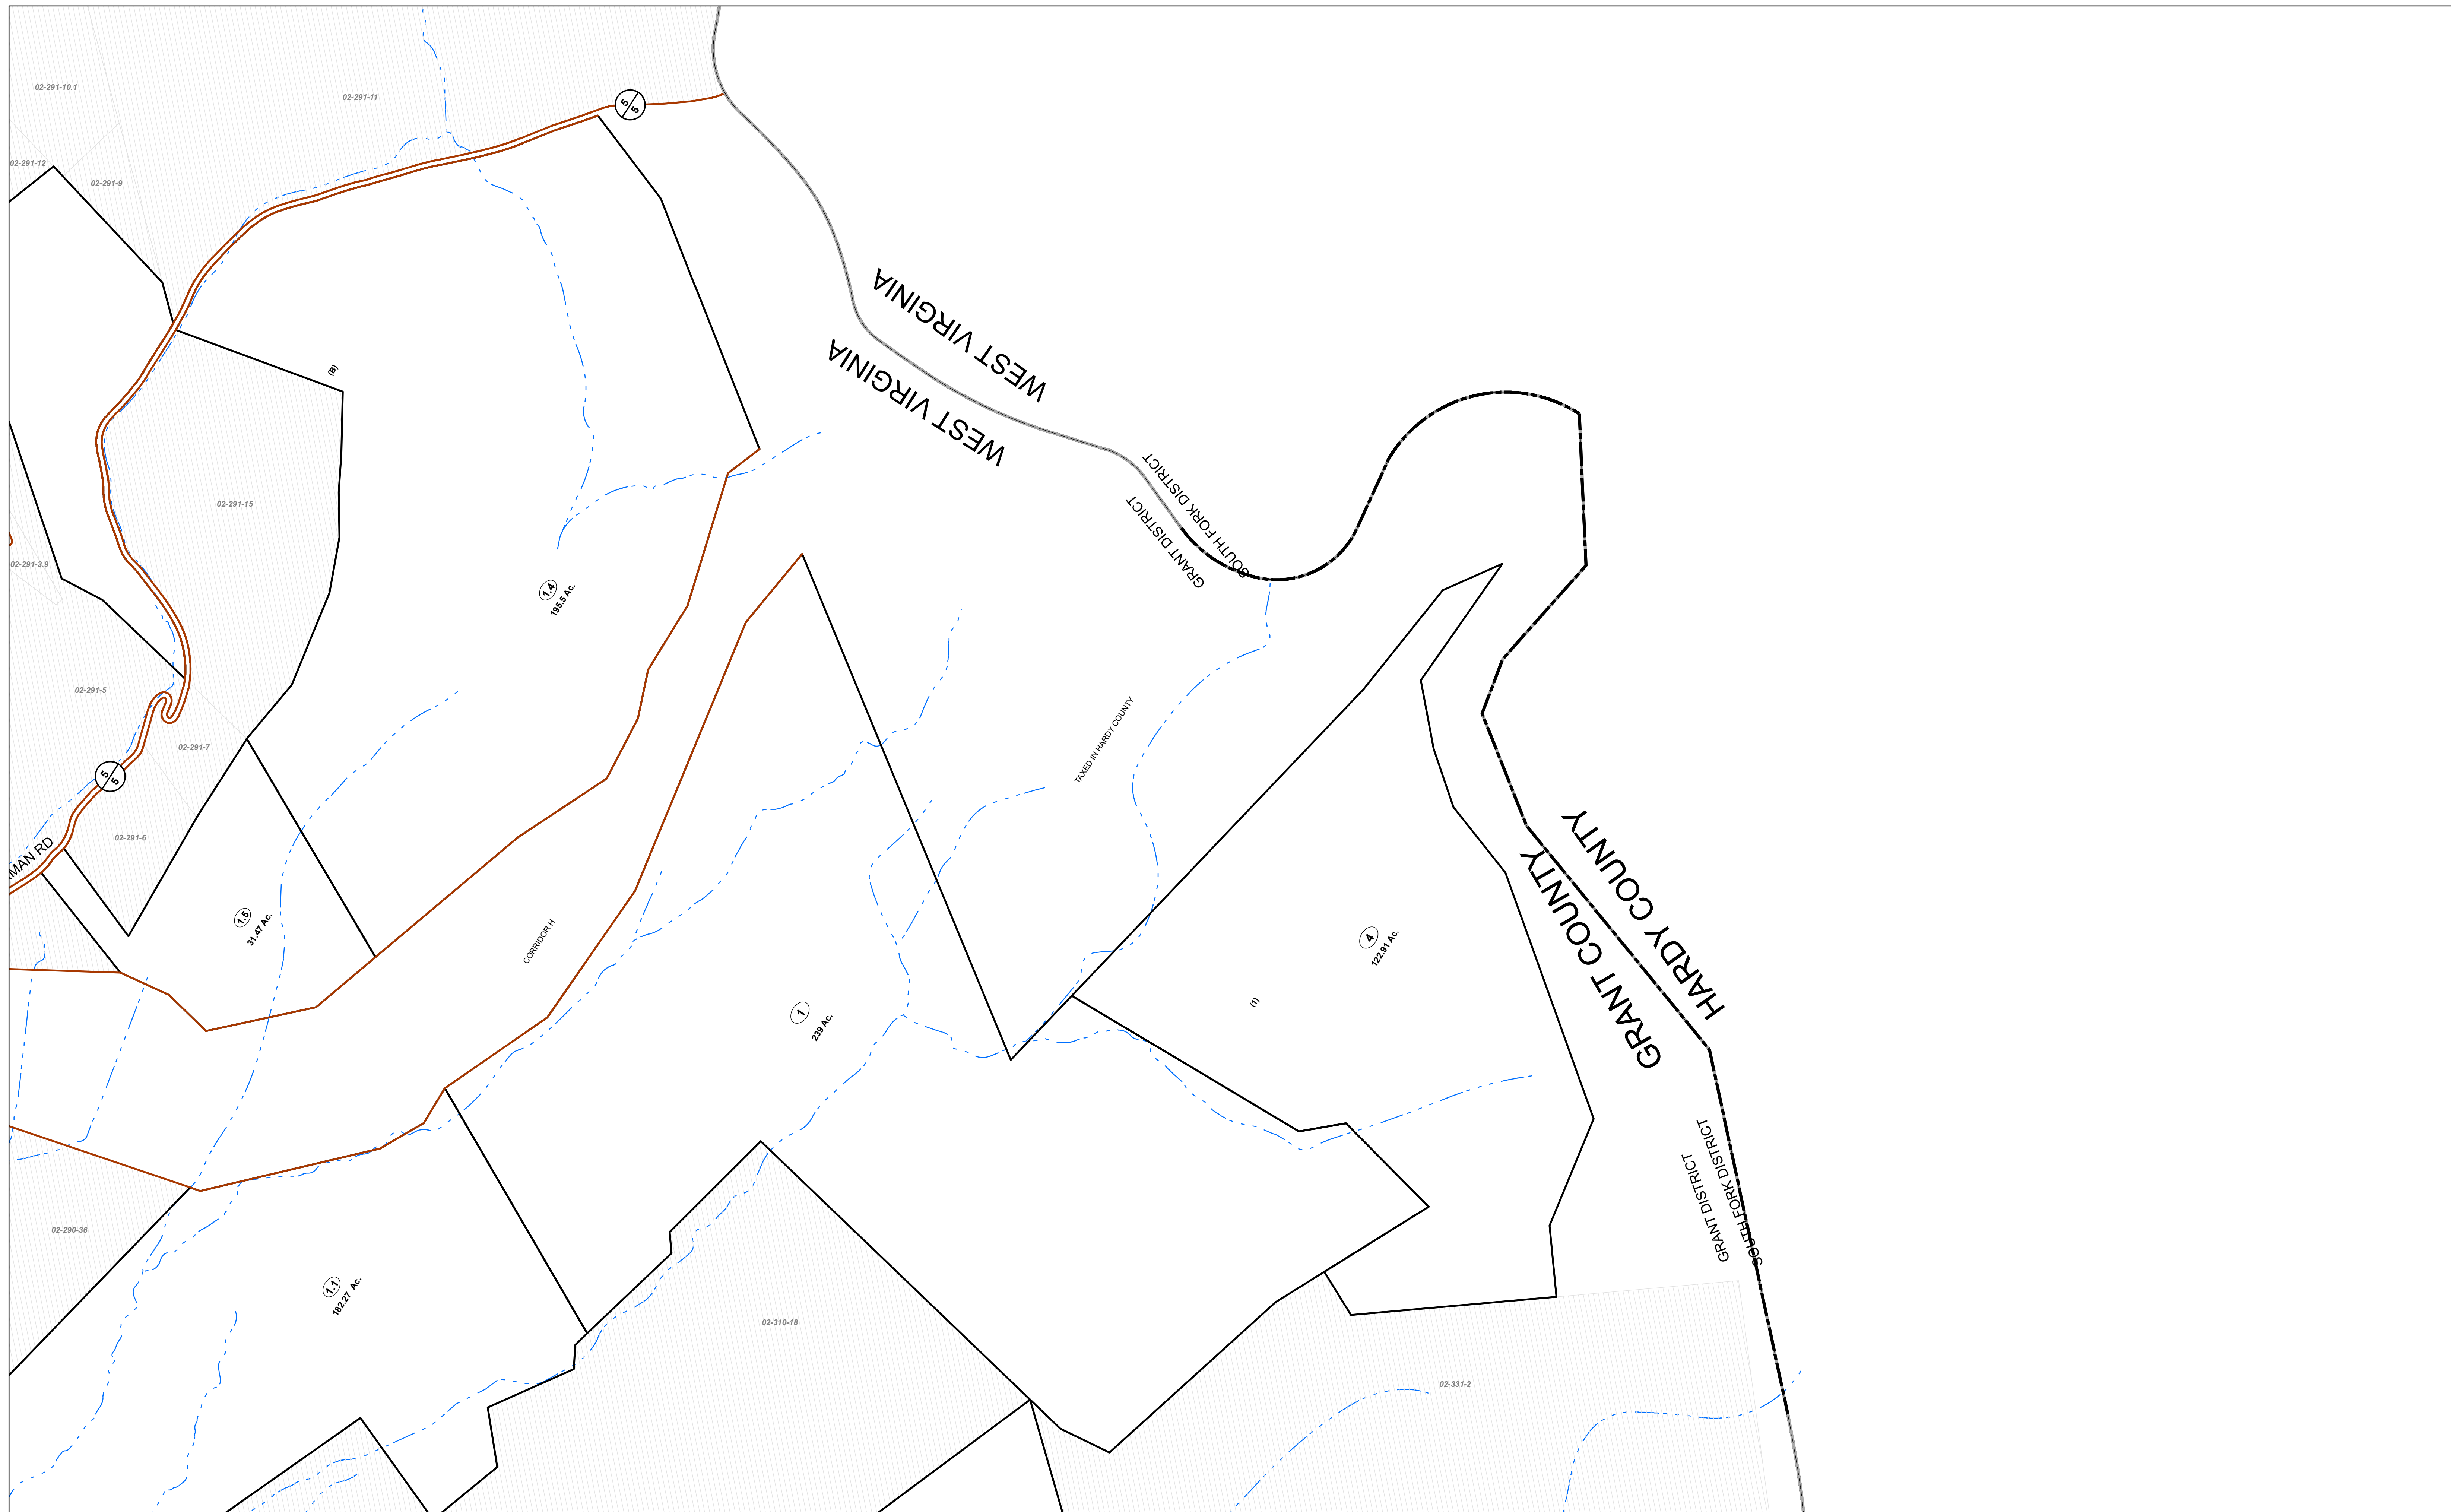 02-291-10.1
02-291-11
5
5
02-291-12
02-291-9
WEST VIRGINIA
WEST VIRGINIA
(B)
SOUTH FORK DISTRICT
GRANT DISTRICT
02-291-15
02-291-3.9
1.4
195.5 Ac.
02-291-5
02-291-7
TAXED IN HARDY COUNTY
5
5
02-291-6
HARDY COUNTY
GRANT COUNTY
RD
1.5
31.47 Ac.
CORRIDOR H
4
122.91 Ac.
1
239 Ac.
(1)
GRANT DISTRICT
SOUTH FORK DISTRICT
02-290-36
1.1
182.27 Ac.
02-310-18
02-331-2